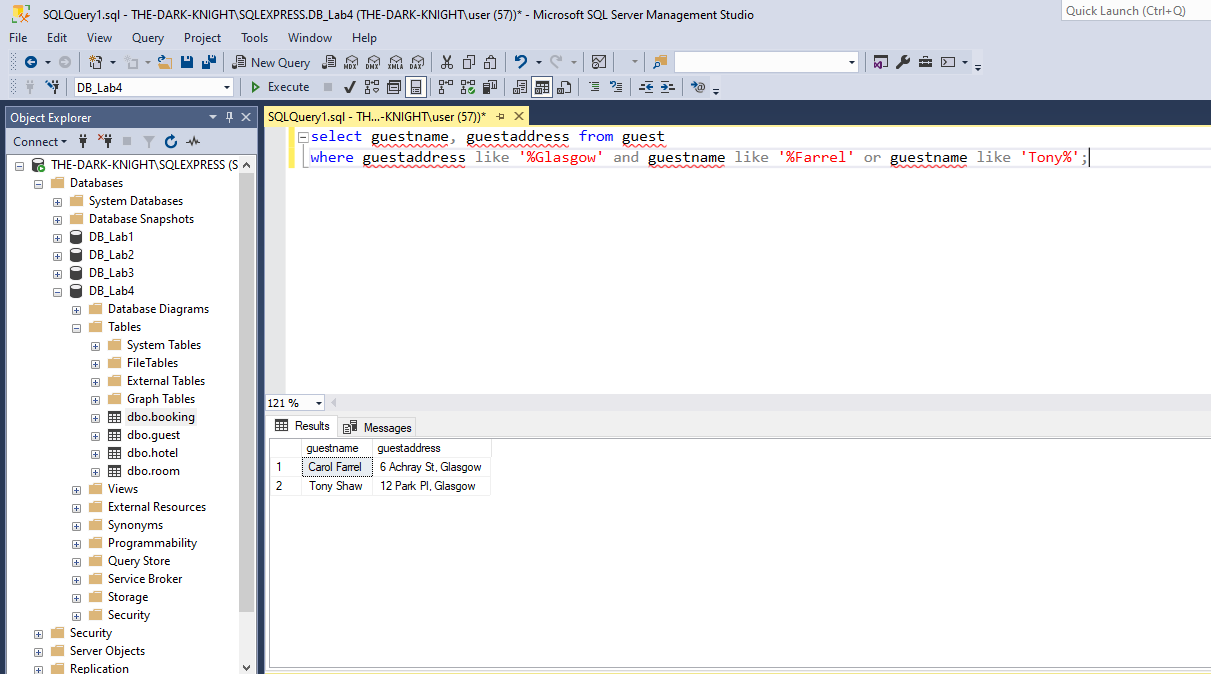 SQLQuery1.sql - THE-DARK-KNIGHT\SQLEXPRESS.DB_Lab4 (THE-DARK-KNIGHT\user (57))* - Microsoft SQL Server Management Studio
Quick Launch (Ctrl+Q)
File Edit View Query Project Tools Window Help
New Query MDX DMX XMLA DAX
DB_Lab4 Execute
Object Explorer
SQLQuery1.sql - TH...-KNIGHT\user (57))*
Connect
select guestname, guestaddress from guest
where guestaddress like '%Glasgow' and guestname like '%Farrel' or guestname like 'Tony%';
THE-DARK-KNIGHT\SQLEXPRESS (S
Databases
System Databases
Database Snapshots
DB_Lab1
DB_Lab2
DB_Lab3
DB_Lab4
Database Diagrams
Tables
System Tables
FileTables
External Tables
Graph Tables
dbo.booking
dbo.guest
dbo.hotel
dbo.room
Views
External Resources
Synonyms
Programmability
Query Store
Service Broker
Storage
Security
Security
Server Objects
Replication
121 %
Results Messages
guestname guestaddress
1 Carol Farrel 6 Achray St, Glasgow
2 Tony Shaw 12 Park Pl, Glasgow